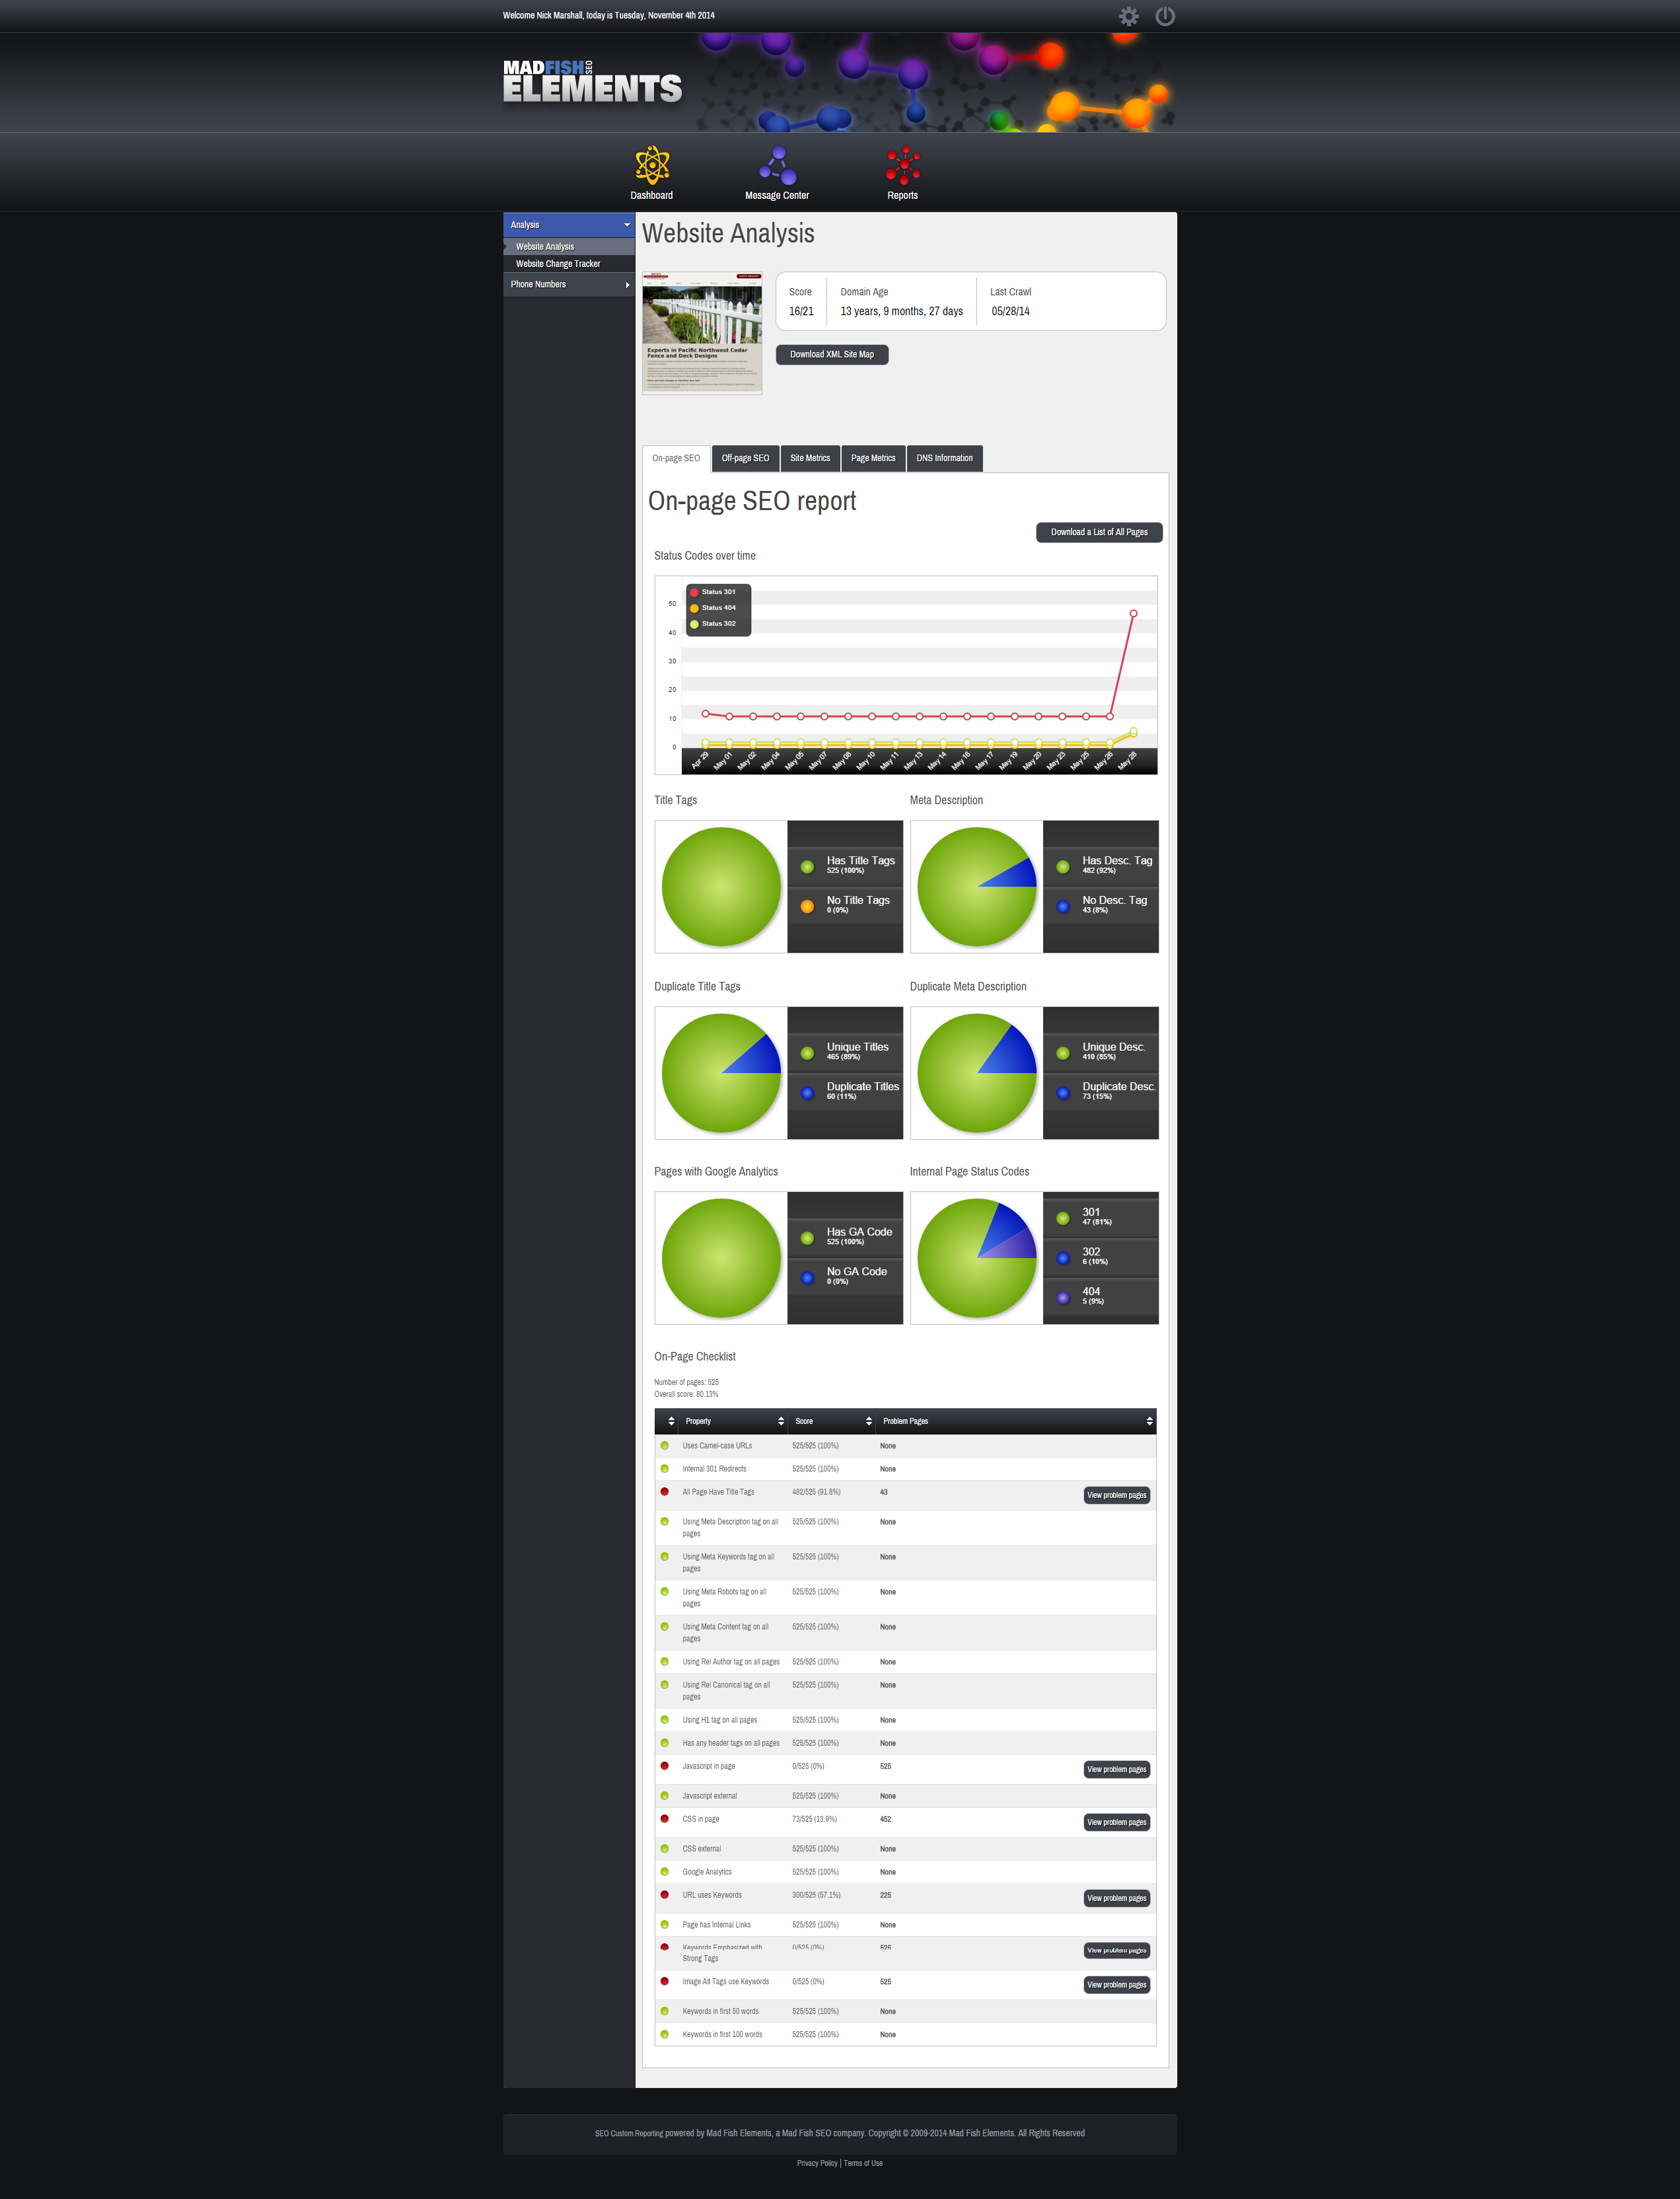 Welcome Nick Marshall, today is Tuesday, November 4th 2014
MADFISH SEO
ELEMENTS
Dashboard
Message Center
Reports
Analysis
Website Analysis
Website Change Tracker
Phone Numbers
Website Analysis
Experts in Pacific Northwest Cedar
Fence and Deck Designs
Score
16/21
Domain Age
13 years, 9 months, 27 days
Last Crawl
05/28/14
Download XML Site Map
On-page SEO
Off-page SEO
Site Metrics
Page Metrics
DNS Information
On-page SEO report
Download a List of All Pages
Status Codes over time
Status 301
Status 404
Status 302
50
40
30
20
10
0
Apr 29
May 01
May 02
May 04
May 05
May 07
May 08
May 10
May 11
May 13
May 14
May 16
May 17
May 19
May 20
May 23
May 25
May 26
May 28
Title Tags
Has Title Tags
525 (100%)
No Title Tags
0 (0%)
Meta Description
Has Desc. Tag
482 (92%)
No Desc. Tag
43 (8%)
Duplicate Title Tags
Unique Titles
465 (89%)
Duplicate Titles
60 (11%)
Duplicate Meta Description
Unique Desc.
410 (85%)
Duplicate Desc.
73 (15%)
Pages with Google Analytics
Has GA Code
525 (100%)
No GA Code
0 (0%)
Internal Page Status Codes
301
47 (81%)
302
6 (10%)
404
5 (9%)
On-Page Checklist
Number of pages: 525
Overall score: 80.13%
Property Score Problem Pages
Uses Camel-case URLs 525/525 (100%) None
Internal 301 Redirects 525/525 (100%) None
All Page Have Title Tags 482/525 (91.8%) 43 View problem pages
Using Meta Description tag on all 525/525 (100%) None
pages
Using Meta Keywords tag on all 525/525 (100%) None
pages
Using Meta Robots tag on all 525/525 (100%) None
pages
Using Meta Content tag on all 525/525 (100%) None
pages
Using Rel Author tag on all pages 525/525 (100%) None
Using Rel Canonical tag on all 525/525 (100%) None
pages
Using H1 tag on all pages 525/525 (100%) None
Has any header tags on all pages 525/525 (100%) None
Javascript in page 0/525 (0%) 525 View problem pages
Javascript external 525/525 (100%) None
CSS in page 73/525 (13.9%) 452 View problem pages
CSS external 525/525 (100%) None
Google Analytics 525/525 (100%) None
URL uses Keywords 300/525 (57.1%) 225 View problem pages
Page has Internal Links 525/525 (100%) None
Keywords Emphasized with 0/525 (0%) 525 View problem pages
Strong Tags
Image Alt Tags use Keywords 0/525 (0%) 525 View problem pages
Keywords in first 50 words 525/525 (100%) None
Keywords in first 100 words 525/525 (100%) None
SEO Custom Reporting powered by Mad Fish Elements, a Mad Fish SEO company. Copyright © 2009-2014 Mad Fish Elements. All Rights Reserved
Privacy Policy | Terms of Use